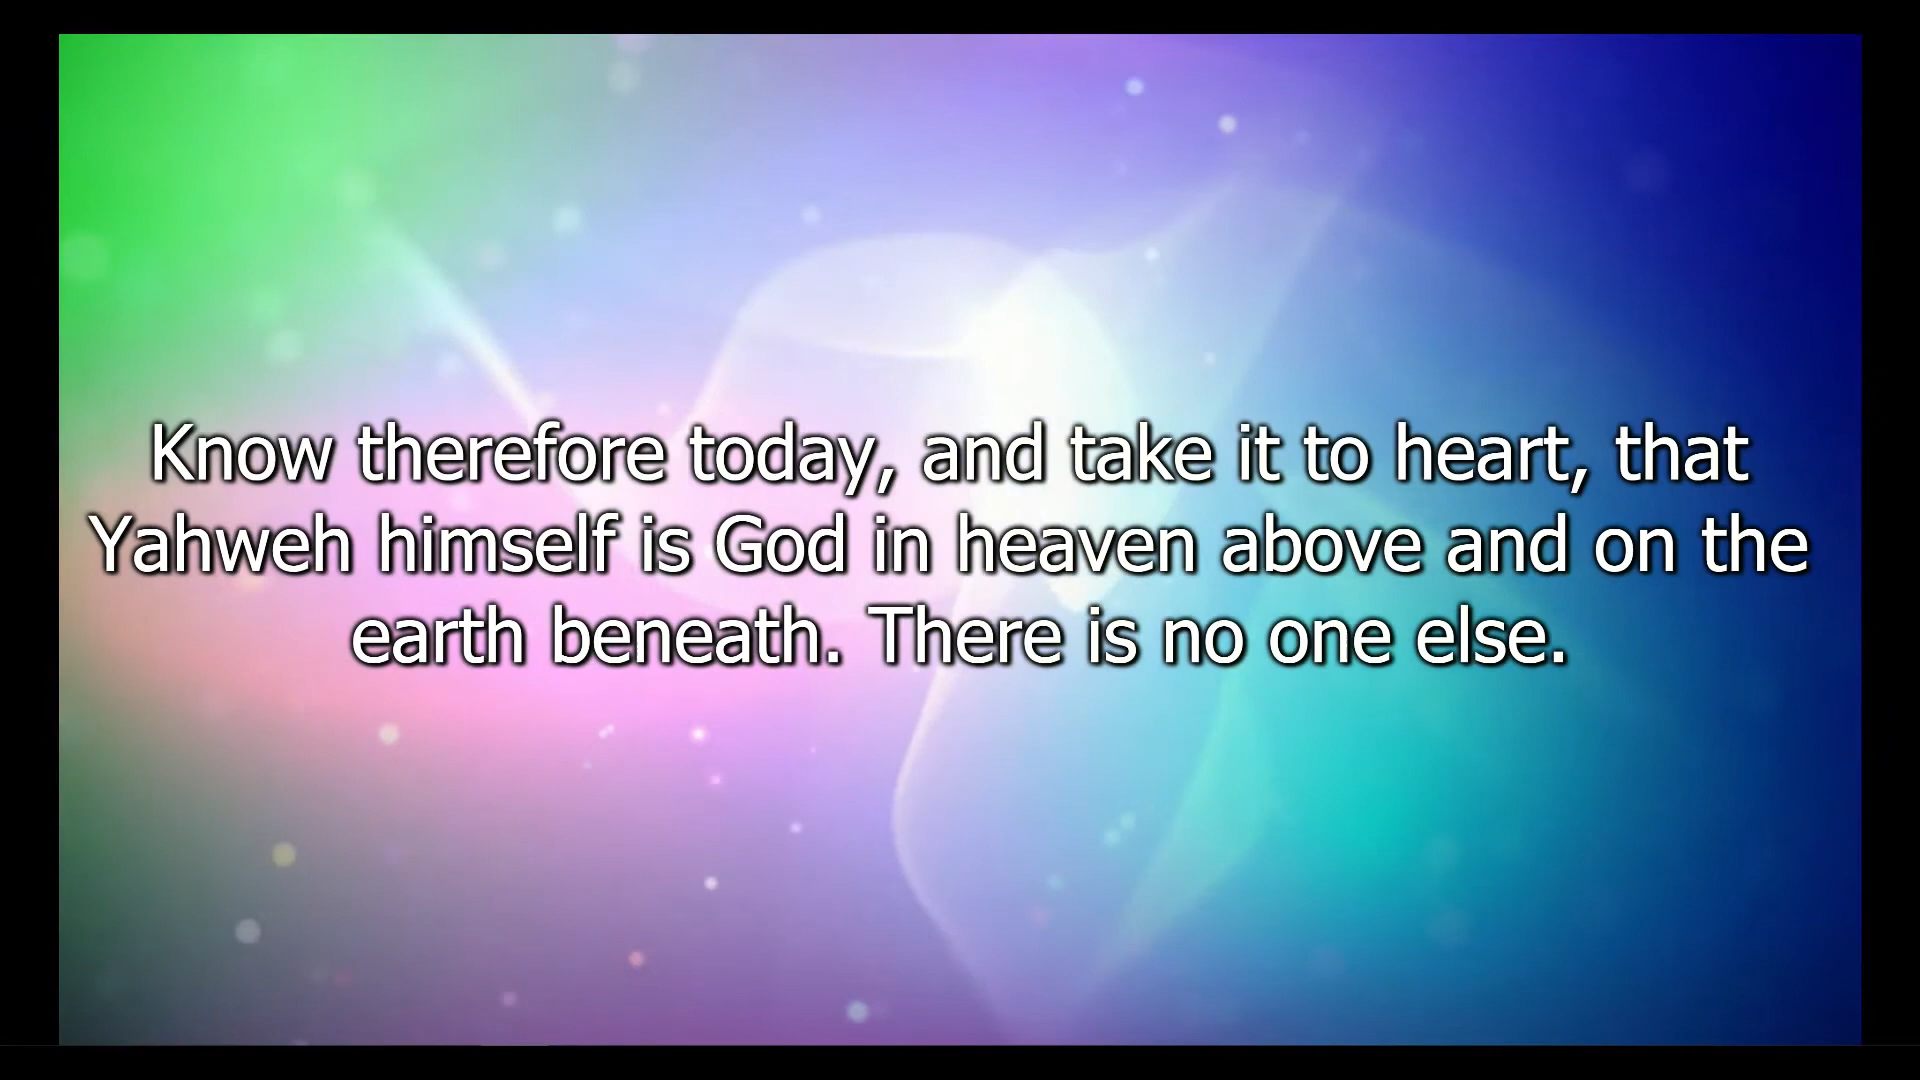 Know therefore today, and take it to heart, that
Yahweh himself is God in heaven above and on the
earth beneath. There is no one else.